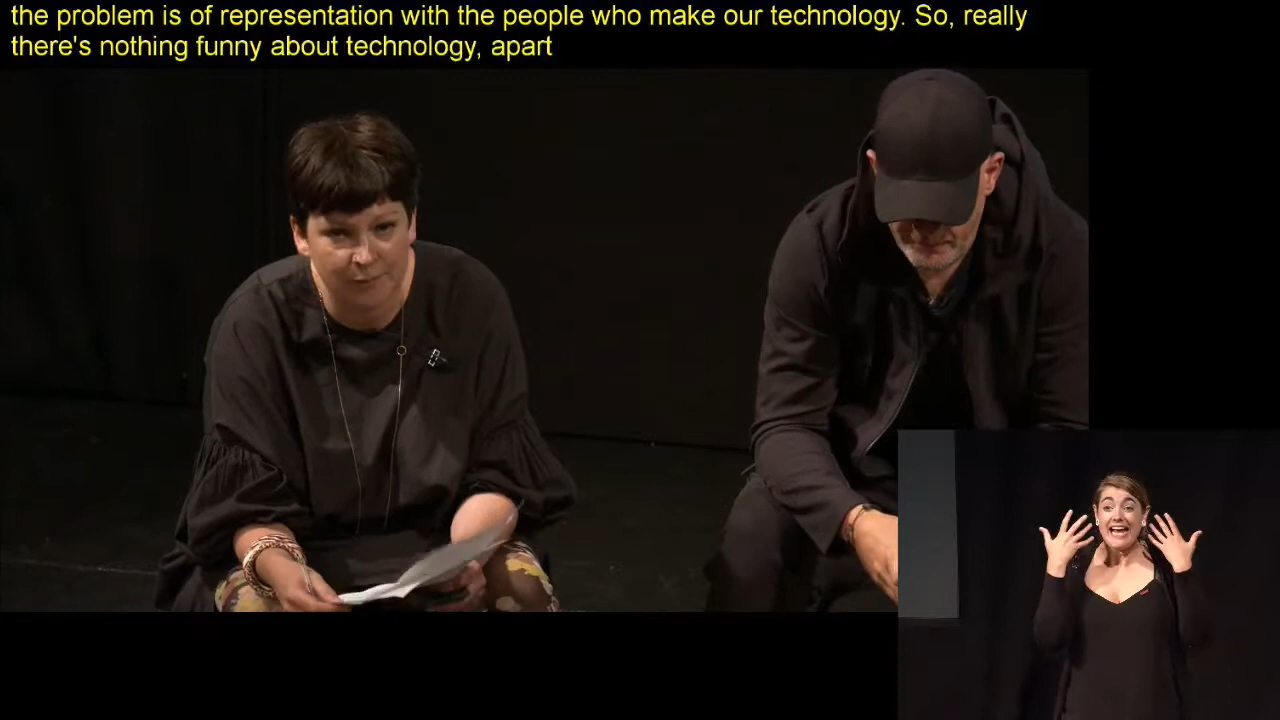 the problem is of representation with the people who make our technology. So, really
there's nothing funny about technology, apart